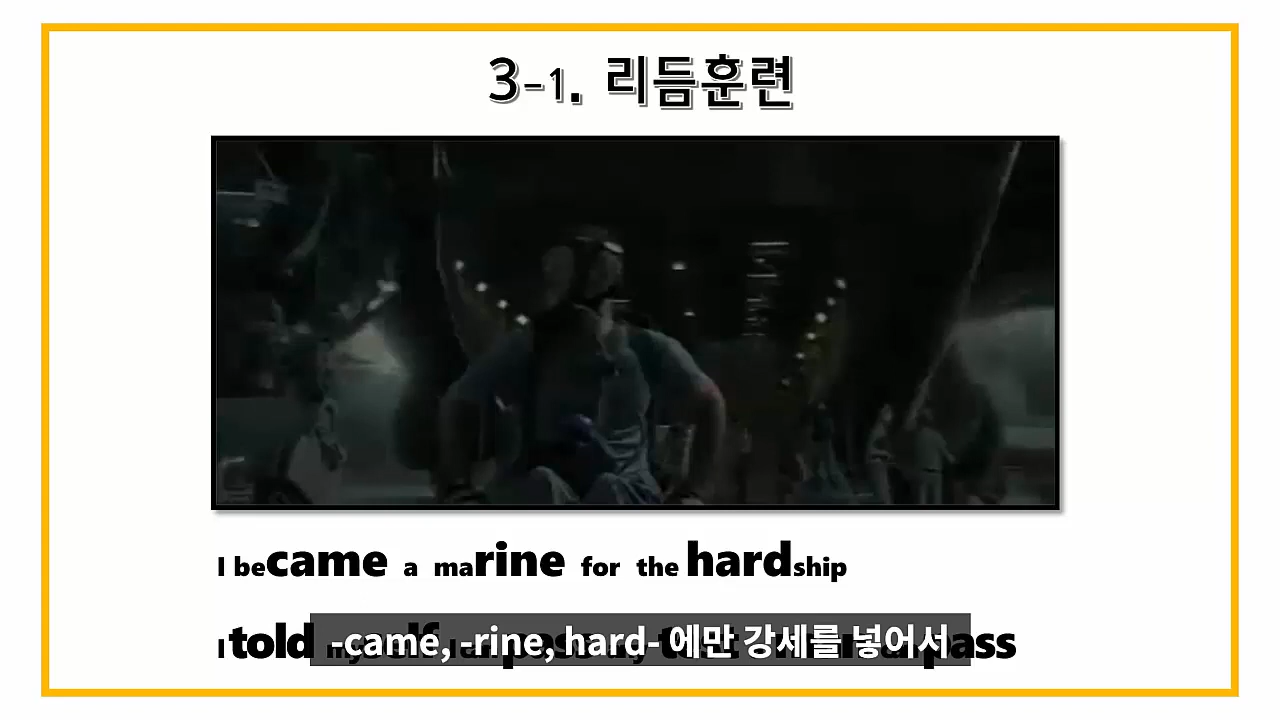 3-1. 리듬훈련
I became a marine for the hardship
I told
-came, -rine, hard- 에만 강세를 넣어서
pass